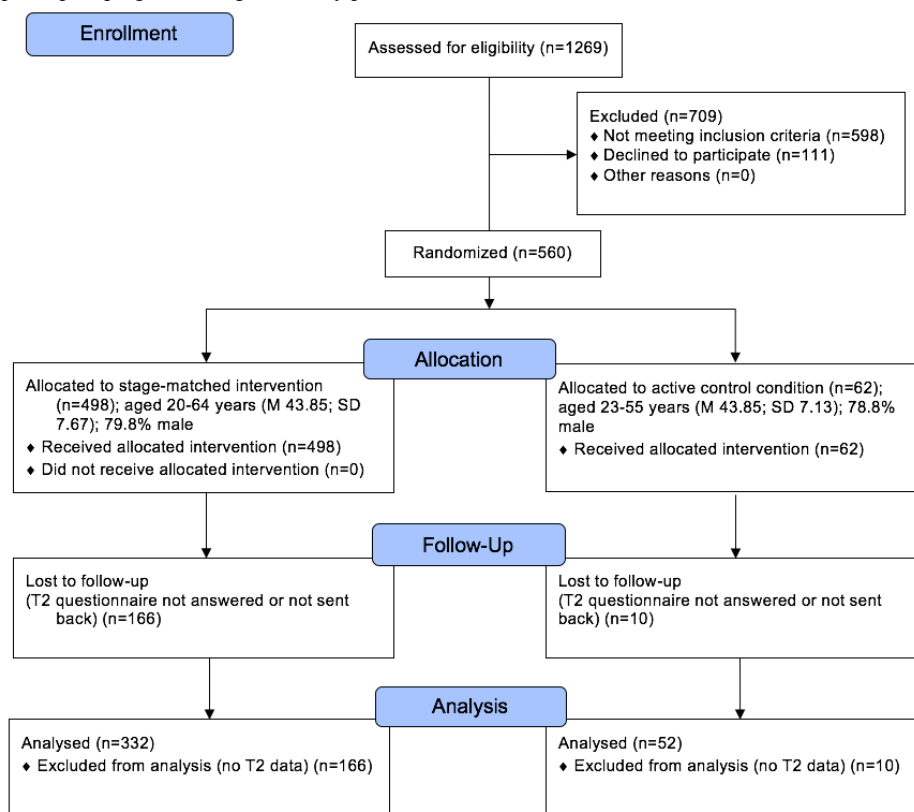 Enrollment
Assessed for eligibility (n=1269)
Excluded (n=709)
♦ Not meeting inclusion criteria (n=598)
♦ Declined to participate (n=111)
♦ Other reasons (n=0)
Randomized (n=560)
Allocation
Allocated to stage-matched intervention
(n=498); aged 20-64 years (M 43.85; SD
7.67); 79.8% male
♦ Received allocated intervention (n=498)
♦ Did not receive allocated intervention (n=0)
Allocated to active control condition (n=62);
aged 23-55 years (M 43.85; SD 7.13); 78.8%
male
♦ Received allocated intervention (n=62)
Follow-Up
Lost to follow-up
(T2 questionnaire not answered or not sent
back) (n=166)
Lost to follow-up
(T2 questionnaire not answered or not sent
back) (n=10)
Analysis
Analysed (n=332)
♦ Excluded from analysis (no T2 data) (n=166)
Analysed (n=52)
♦ Excluded from analysis (no T2 data) (n=10)